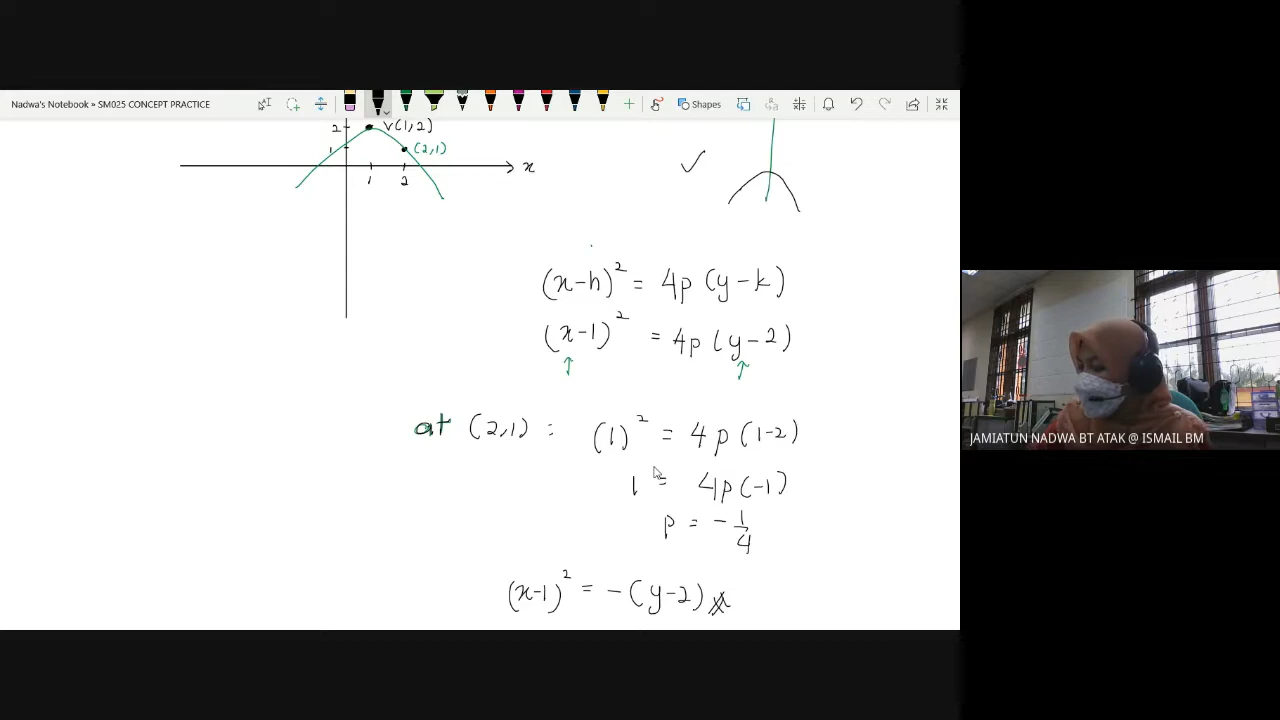 Nadwa's Notebook » SM025 CONCEPT PRACTICE
Shapes
2
V(1,2)
1
(2,1)
x
1 2
(x-h)² = 4p (y-k)
(x-1)² = 4p (y-2)
at (2,1) : (1)² = 4p (1-2)
1 = 4p (-1)
p = - 1/4
(x-1)² = -(y-2)
JAMIATUN NADWA BT ATAK @ ISMAIL BM